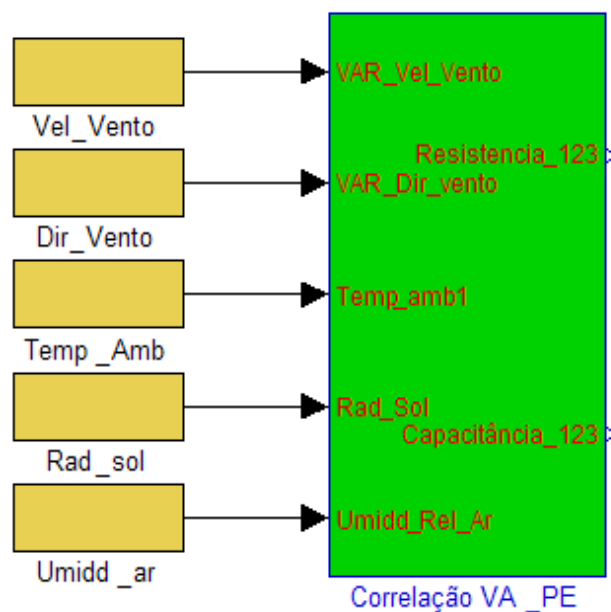 VAR_Vel_Vento
Vel_Vento
Resistencia_123
VAR_Dir_vento
Dir_Vento
Temp_amb1
Temp _Amb
Rad_Sol
Capacitância_123
Rad _sol
Umidd_Rel_Ar
Umidd _ar
Correlação VA _PE